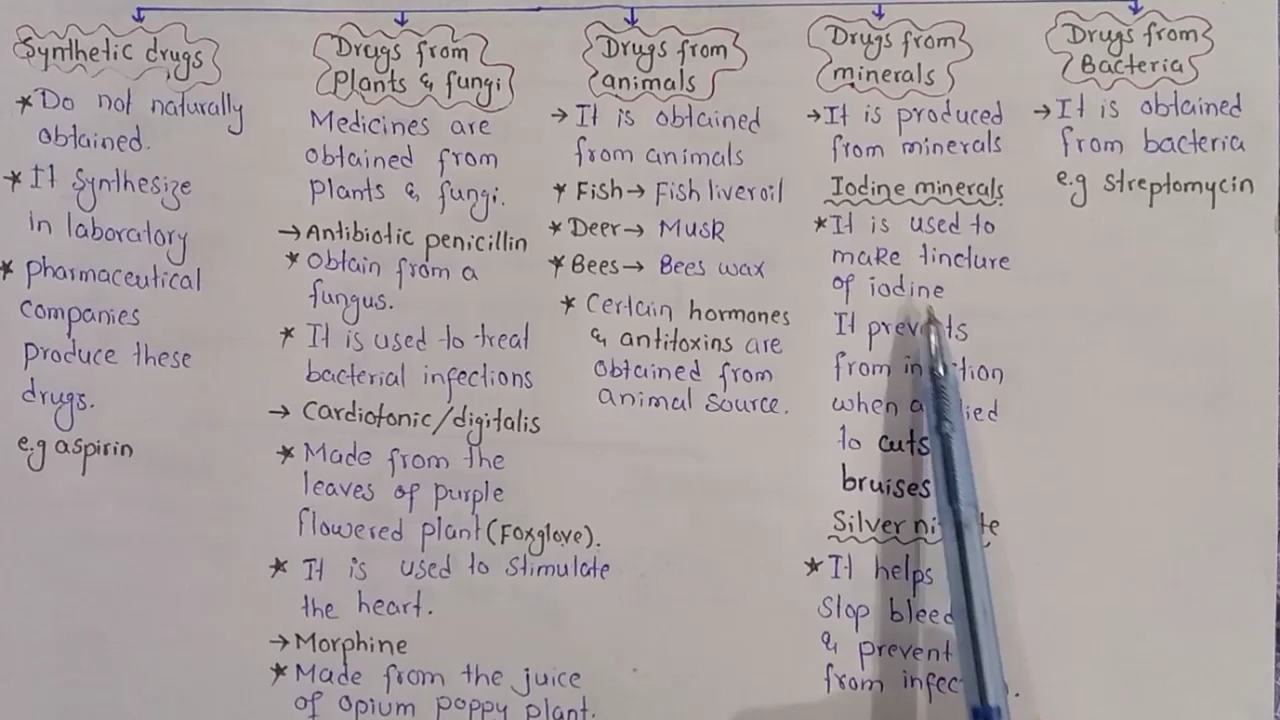 Synthetic drugs
* Do not naturally
obtained.
* It synthesize
in laboratory
* pharmaceutical
companies
produce these
drugs.
e.g aspirin
Drugs from
Plants & fungi
Medicines are
obtained from
plants & fungi.
→ Antibiotic penicillin
* obtain from a
fungus.
* It is used to treat
bacterial infections
→ Cardiotonic/digitalis
* Made from the
leaves of purple
flowered plant (Foxglove).
* It is used to stimulate
the heart.
→ Morphine
* Made from the juice
of opium poppy plant.
Drugs from
animals
→ It is obtained
from animals
* Fish → Fish liver oil
* Deer → Musk
* Bees → Bees wax
* Certain hormones
& antitoxins are
obtained from
animal source.
Drugs from
minerals
→ It is produced
from minerals
Iodine minerals
* It is used to
make tincture
of iodine
It prevents
from
when
to cuts
bruises
Silver
* It helps
stop
& prevent
from
Drugs from
Bacteria
→ It is obtained
from bacteria
e.g streptomycin